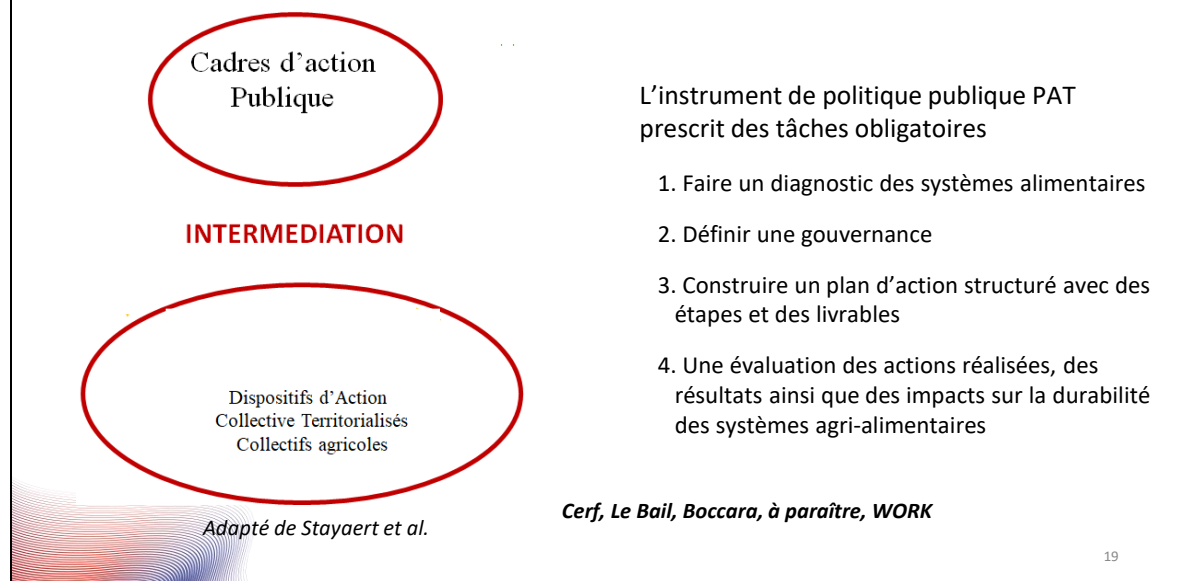 Cadres d’action
Publique
INTERMEDIATION
Dispositifs d’Action
Collective Territorialisés
Collectifs agricoles
Adapté de Stayaert et al.
L’instrument de politique publique PAT
prescrit des tâches obligatoires
1. Faire un diagnostic des systèmes alimentaires
2. Définir une gouvernance
3. Construire un plan d’action structuré avec des
étapes et des livrables
4. Une évaluation des actions réalisées, des
résultats ainsi que des impacts sur la durabilité
des systèmes agri-alimentaires
Cerf, Le Bail, Boccara, à paraître, WORK
19